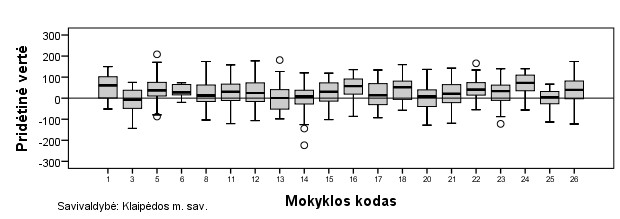 Pridėtinė vertė
300
200
100
0
-100
-200
-300
1 3 5 6 8 11 12 13 14 15 16 17 18 20 21 22 23 24 25 26
Mokyklos kodas
Savivaldybė: Klaipėdos m. sav.